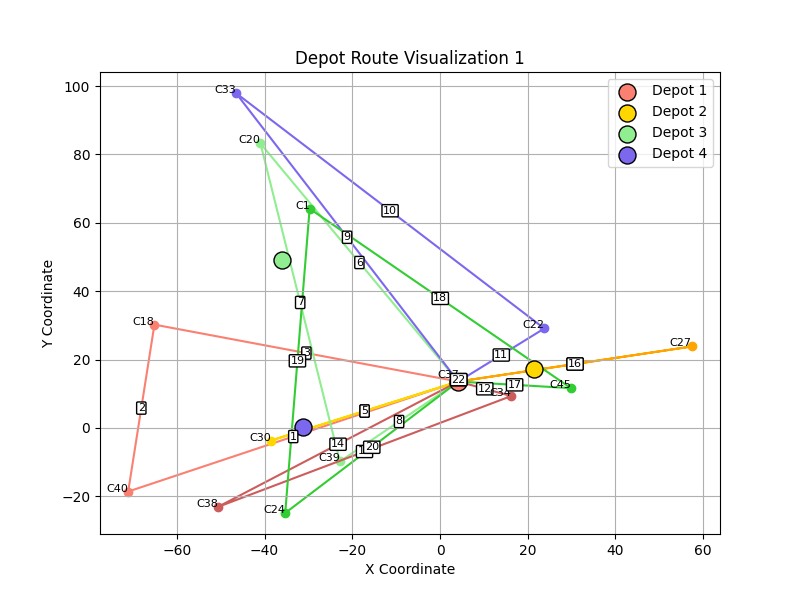 Depot Route Visualization 1
Depot 1
Depot 2
Depot 3
Depot 4
Y Coordinate
100
80
60
40
20
0
−20
−60
−40
−20
0
20
40
60
X Coordinate
C33
C20
C1
10
9
6
18
7
C18
C22
C27
3
19
11
16
C37
22
12
17
C45
C34
2
5
8
1
C30
14
20
C39
C40
C38
C24